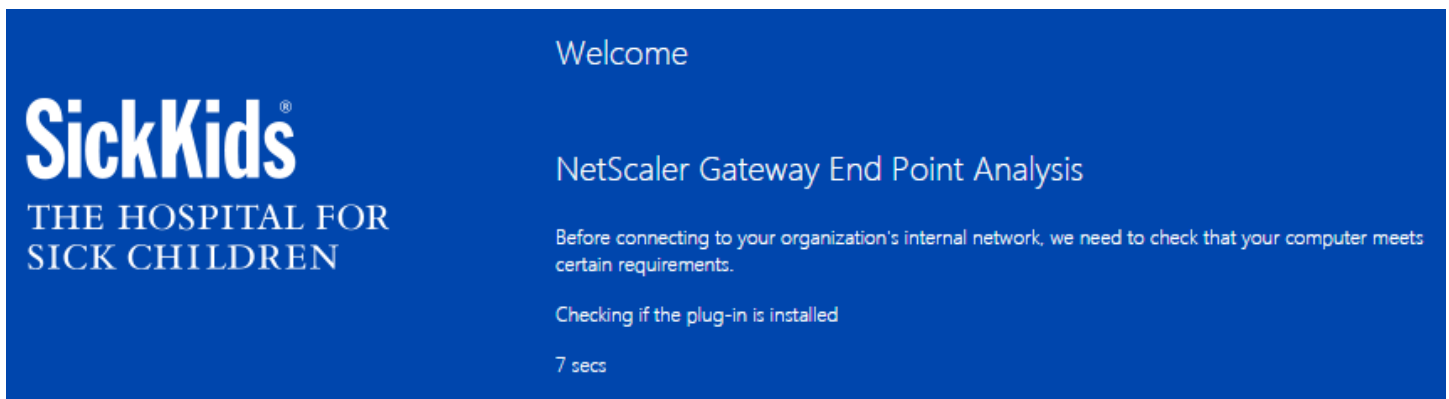 SickKids®
THE HOSPITAL FOR
SICK CHILDREN
Welcome
NetScaler Gateway End Point Analysis
Before connecting to your organization's internal network, we need to check that your computer meets
certain requirements.
Checking if the plug-in is installed
7 secs